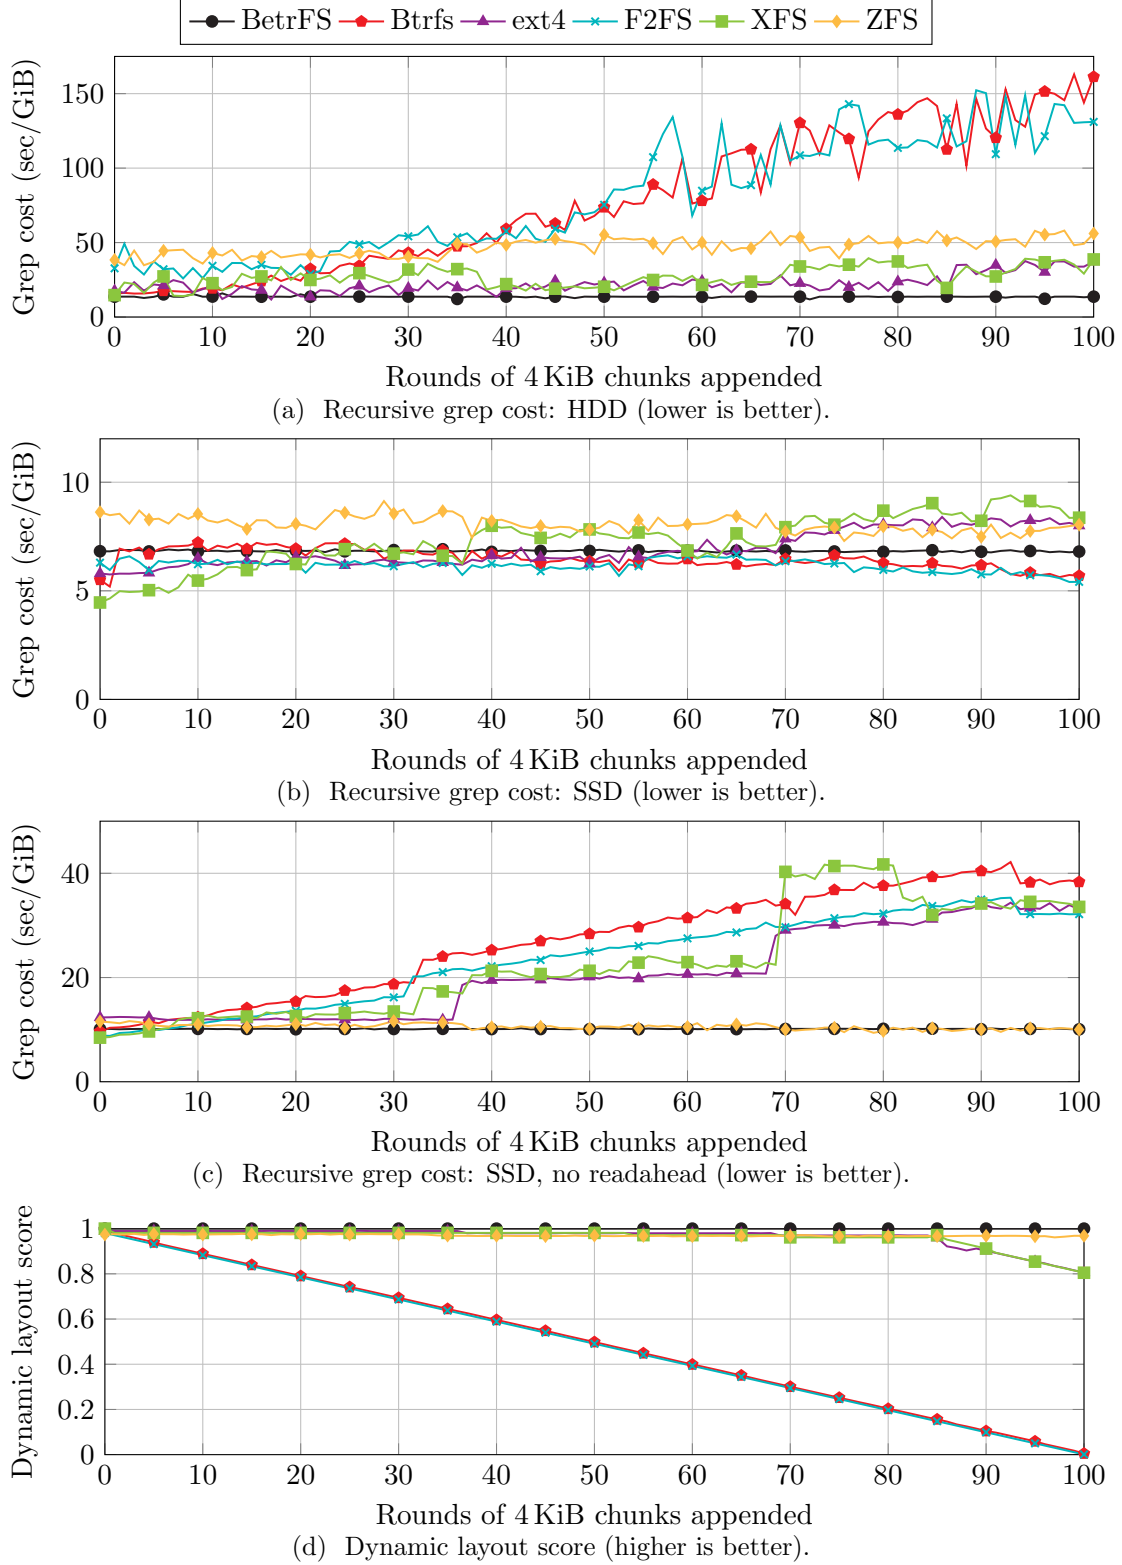 BetrFS Btrfs ext4 F2FS XFS ZFS
Grep cost (sec/GiB)
150
100
50
0
0 10 20 30 40 50 60 70 80 90 100
Rounds of 4 KiB chunks appended
(a) Recursive grep cost: HDD (lower is better).
Grep cost (sec/GiB)
10
5
0
0 10 20 30 40 50 60 70 80 90 100
Rounds of 4 KiB chunks appended
(b) Recursive grep cost: SSD (lower is better).
Grep cost (sec/GiB)
40
20
0
0 10 20 30 40 50 60 70 80 90 100
Rounds of 4 KiB chunks appended
(c) Recursive grep cost: SSD, no readahead (lower is better).
Dynamic layout score
1
0.8
0.6
0.4
0.2
0
0 10 20 30 40 50 60 70 80 90 100
Rounds of 4 KiB chunks appended
(d) Dynamic layout score (higher is better).